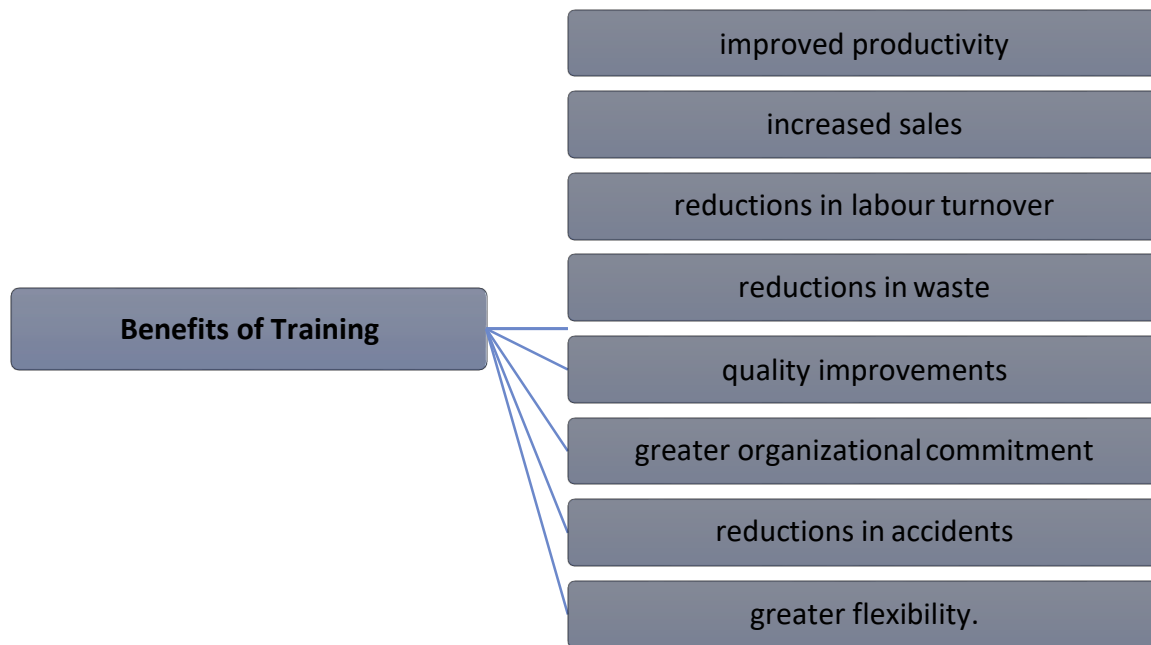 improved productivity
increased sales
reductions in labour turnover
reductions in waste
Benefits of Training
quality improvements
greater organizational commitment
reductions in accidents
greater flexibility.